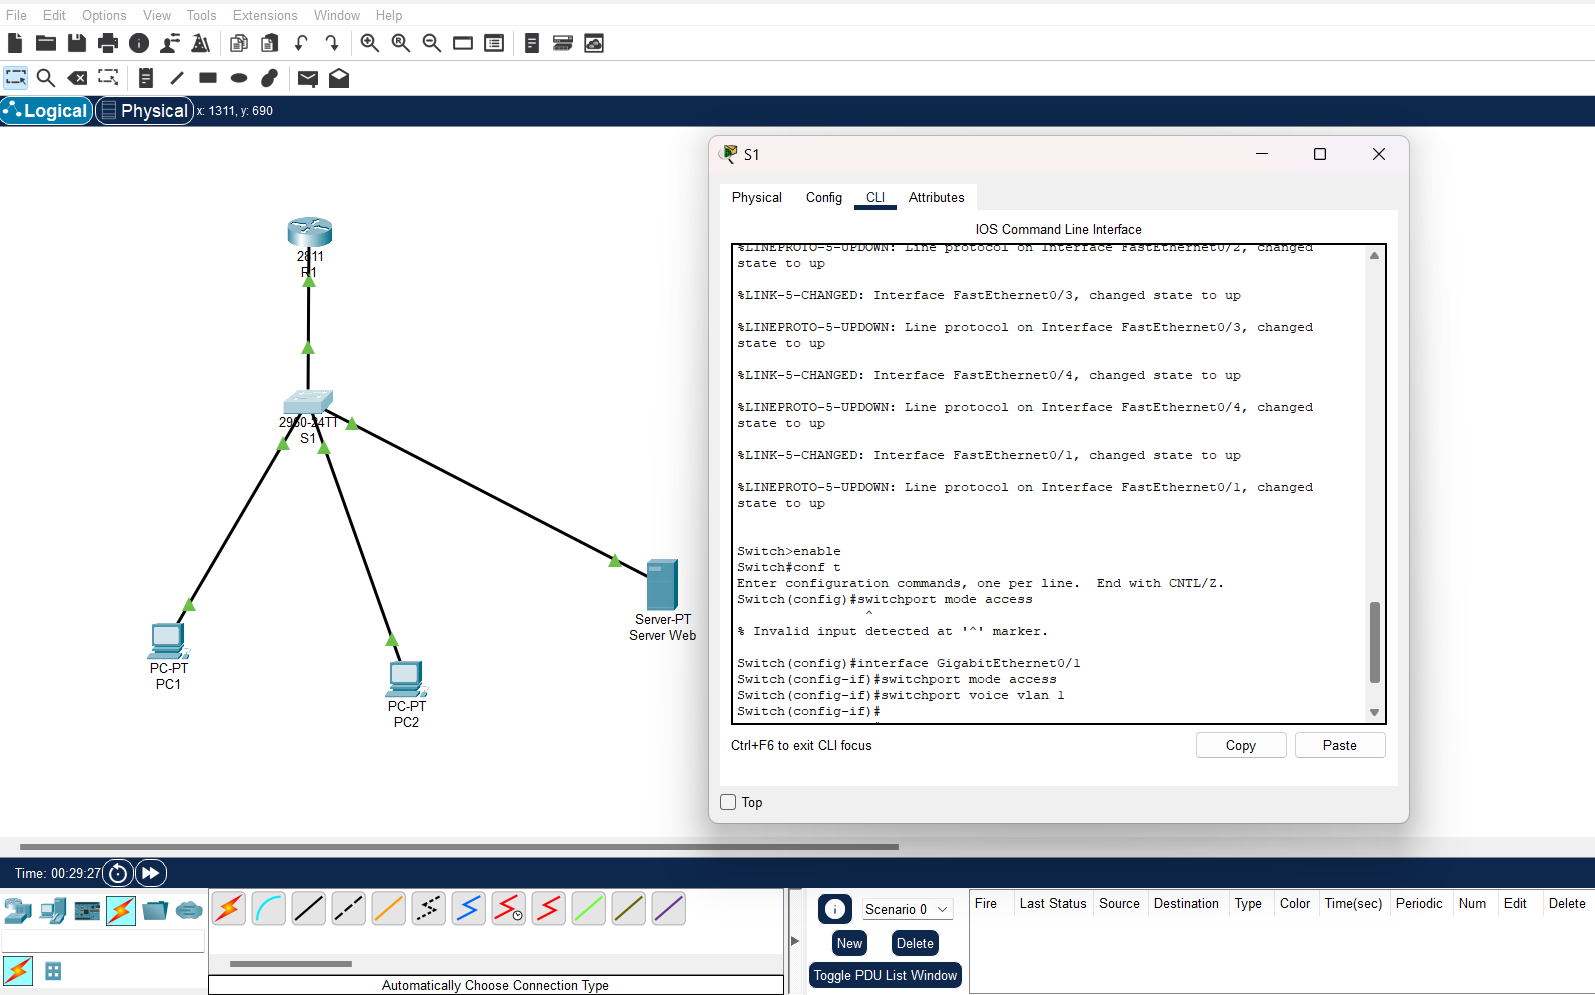 File Edit Options View Tools Extensions Window Help
Logical Physical x: 1311, y: 690
2811
R1
2960-24TT
S1
PC-PT
PC1
PC-PT
PC2
Server-PT
Server Web
S1
Physical Config CLI Attributes
IOS Command Line Interface
%LINEPROTO-5-UPDOWN: Line protocol on Interface FastEthernet0/2, changed
state to up
%LINK-5-CHANGED: Interface FastEthernet0/3, changed state to up
%LINEPROTO-5-UPDOWN: Line protocol on Interface FastEthernet0/3, changed
state to up
%LINK-5-CHANGED: Interface FastEthernet0/4, changed state to up
%LINEPROTO-5-UPDOWN: Line protocol on Interface FastEthernet0/4, changed
state to up
%LINK-5-CHANGED: Interface FastEthernet0/1, changed state to up
%LINEPROTO-5-UPDOWN: Line protocol on Interface FastEthernet0/1, changed
state to up
Switch>enable
Switch#conf t
Enter configuration commands, one per line.  End with CNTL/Z.
Switch(config)#switchport mode access
^
% Invalid input detected at '^' marker.
Switch(config)#interface GigabitEthernet0/1
Switch(config-if)#switchport mode access
Switch(config-if)#switchport voice vlan 1
Switch(config-if)#
Ctrl+F6 to exit CLI focus
Copy Paste
Top
Time: 00:29:27
Scenario 0
New Delete
Toggle PDU List Window
Fire Last Status Source Destination Type Color Time(sec) Periodic Num Edit Delete
Automatically Choose Connection Type